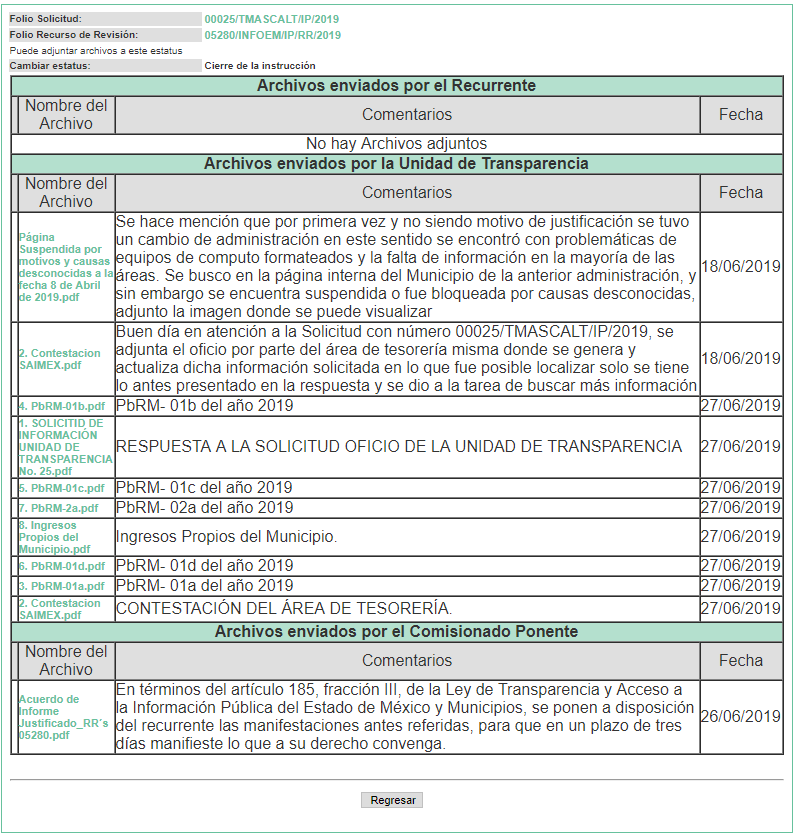 Folio Solicitud: 00025/TMASCALT/IP/2019
Folio Recurso de Revisión: 05280/INFOEM/IP/RR/2019
Puede adjuntar archivos a este estatus
Cambiar estatus: Cierre de la instrucción
Archivos enviados por el Recurrente
Nombre del
Archivo
Comentarios
Fecha
No hay Archivos adjuntos
Archivos enviados por la Unidad de Transparencia
Nombre del
Archivo
Comentarios
Fecha
Página
Suspendida por
motivos y causas
desconocidas a la
fecha 8 de Abril
de 2019.pdf
Se hace mención que por primera vez y no siendo motivo de justificación se tuvo
un cambio de administración en este sentido se encontró con problemáticas de
equipos de computo formateados y la falta de información en la mayoría de las
áreas. Se busco en la página interna del Municipio de la anterior administración, y
sin embargo se encuentra suspendida o fue bloqueada por causas desconocidas,
adjunto la imagen donde se puede visualizar
18/06/2019
2. Contestacion
SAIMEX.pdf
Buen día en atención a la Solicitud con número 00025/TMASCALT/IP/2019, se
adjunta el oficio por parte del área de tesorería misma donde se genera y
actualiza dicha información solicitada en lo que fue posible localizar solo se tiene
lo antes presentado en la respuesta y se dio a la tarea de buscar más información
18/06/2019
4. PbRM-01b.pdf PbRM- 01b del año 2019 27/06/2019
1. SOLICITID DE
INFORMACIÓN
UNIDAD DE
TRANSPARENCIA
No. 25.pdf
RESPUESTA A LA SOLICITUD OFICIO DE LA UNIDAD DE TRANSPARENCIA
27/06/2019
5. PbRM-01c.pdf PbRM- 01c del año 2019 27/06/2019
7. PbRM-2a.pdf PbRM- 02a del año 2019 27/06/2019
8. Ingresos
Propios del
Municipio.pdf
Ingresos Propios del Municipio.
27/06/2019
6. PbRM-01d.pdf PbRM- 01d del año 2019 27/06/2019
3. PbRM-01a.pdf PbRM- 01a del año 2019 27/06/2019
2. Contestacion
SAIMEX.pdf
CONTESTACIÓN DEL ÁREA DE TESORERÍA.
27/06/2019
Archivos enviados por el Comisionado Ponente
Nombre del
Archivo
Comentarios
Fecha
Acuerdo de
Informe
Justificado_RR´s
05280.pdf
En términos del artículo 185, fracción III, de la Ley de Transparencia y Acceso a
la Información Pública del Estado de México y Municipios, se ponen a disposición
del recurrente las manifestaciones antes referidas, para que en un plazo de tres
días manifieste lo que a su derecho convenga.
26/06/2019
Regresar